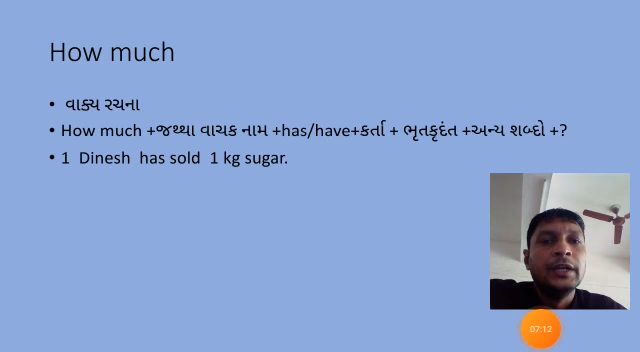 How much
• વાક્ય રચના
• How much +જથ્થા વાચક નામ +has/have+કર્તા + ભૂતકૃદંત +અન્ય શબ્દો +?
• 1 Dinesh has sold 1 kg sugar.
07:12